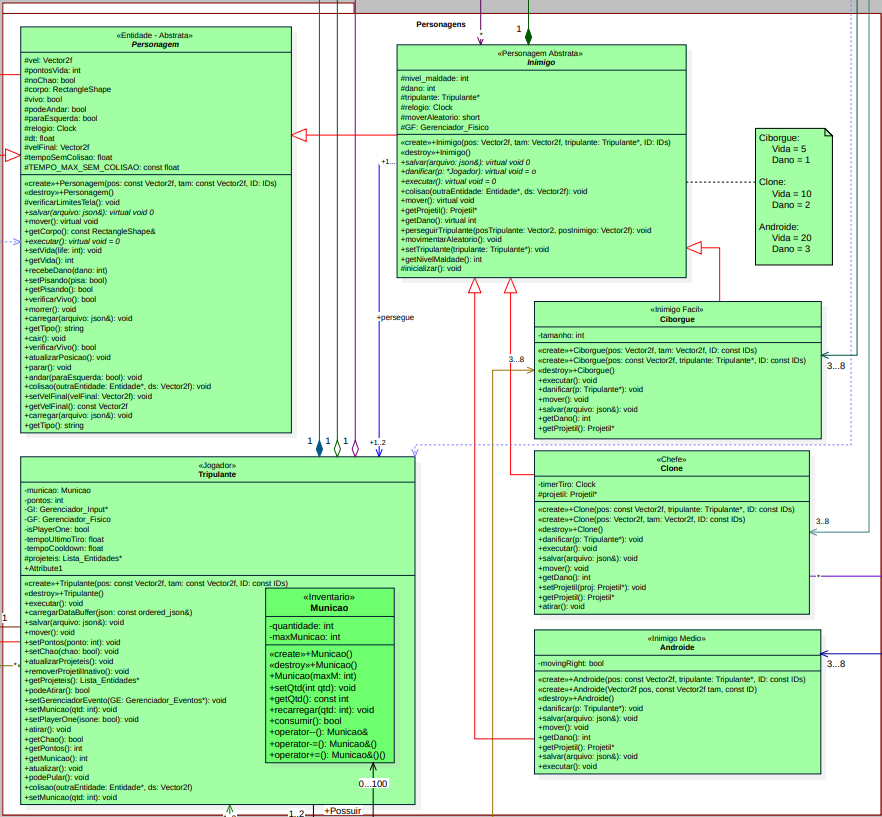 Personagens
«Entidade - Abstrata»
Personagem
#vel: Vector2f
#pontosVida: int
#noChao: bool
#corpo: RectangleShape
#vivo: bool
#podeAndar: bool
#paraEsquerda: bool
#relogio: Clock
#dt: float
#velFinal: Vector2f
#tempoSemColisao: float
#TEMPO_MAX_SEM_COLISAO: const float
«create»+Personagem(pos: const Vector2f, tam: const Vector2f, ID: IDs)
«destroy»+Personagem()
#verificarLimitesTela(): void
+salvar(arquivo: json&): virtual void 0
+mover(): virtual void
+getCorpo(): const RectangleShape&
+executar(): virtual void = 0
+setVida(life: int): void
+getVida(): int
+recebeDano(dano: int)
+setPisando(pisa: bool)
+getPisando(): bool
+verificarVivo(): bool
+morrer(): void
+carregar(arquivo: json&): void
+getTipo(): string
+cair(): void
+verificarVivo(): bool
+atualizarPosicao(): void
+parar(): void
+andar(paraEsquerda: bool): void
+colisao(outraEntidade: Entidade*, ds: Vector2f): void
+setVelFinal(velFinal: Vector2f): void
+getVelFinal(): const Vector2f
+carregar(arquivo: json&): void
+getTipo(): string
*
1
«Personagem Abstrata»
Inimigo
#nivel_maldade: int
#dano: int
#tripulante: Tripulante*
#relogio: Clock
#moverAleatorio: short
#GF: Gerenciador_Fisico
«create»+Inimigo(pos: Vector2f, tam: Vector2f, tripulante: Tripulante*, ID: IDs)
«destroy»+Inimigo()
+salvar(arquivo: json&): virtual void 0
+danificar(p: *Jogador): virtual void = o
+executar(): virtual void = 0
+colisao(outraEntidade: Entidade*, ds: Vector2f): void
+mover(): virtual void
+getProjetil(): Projetil*
+getDano(): virtual int
+perseguirTripulante(posTripulante: Vector2, posInimigo: Vector2f): void
+movimentarAleatorio(): void
+setTripulante(tripulante: Tripulante*): void
+getNivelMaldade(): int
#inicializar(): void
Ciborgue:
Vida = 5
Dano = 1
Clone:
Vida = 10
Dano = 2
Androide:
Vida = 20
Dano = 3
+1...
+persegue
+1..2
3...8
«Inimigo Facil»
Ciborgue
-tamanho: int
«create»+Ciborgue(pos: Vector2f, tam: Vector2f, ID: const IDs)
«create»+Ciborgue(pos: const Vector2f, tripulante: Tripulante*, ID: const IDs)
«destroy»+Ciborgue()
+executar(): void
+danificar(p: Tripulante*): void
+mover(): void
+salvar(arquivo: json&): void
+getDano(): int
+getProjetil(): Projetil*
3...8
1
1
1
«Jogador»
Tripulante
-municao: Municao
-pontos: int
-GI: Gerenciador_Input*
-GF: Gerenciador_Fisico
-isPlayerOne: bool
-tempoUltimoTiro: float
-tempoCooldown: float
#projeteis: Lista_Entidades*
+Attribute1
«create»+Tripulante(pos: const Vector2f, tam: const Vector2f, ID: const IDs)
«destroy»+Tripulante()
+executar(): void
+carregarDataBuffer(json: const ordered_json&)
+salvar(arquivo: json&): void
+mover(): void
+setPontos(ponto: int): void
+setChao(chao: bool): void
+atualizarProjeteis(): void
+removerProjetilInativo(): void
+getProjeteis(): Lista_Entidades*
+podeAtirar(): bool
+setGerenciadorEvento(GE: Gerenciador_Eventos*): void
+setMunicao(qtd: int): void
+setPlayerOne(isone: bool): void
+atirar(): void
+getChao(): bool
+getPontos(): int
+getMunicao(): int
+atualizar(): void
+podePular(): void
+colisao(outraEntidade: Entidade*, ds: Vector2f)
+setMunicao(qtd: int): void
«Inventario»
Municao
-quantidade: int
-maxMunicao: int
«create»+Municao()
«destroy»+Municao()
+Municao(maxM: int)
+setQtd(int qtd): void
+getQtd(): const int
+recarregar(qtd: int): void
+consumir(): bool
+operator--(): Municao&
+operator-=(): Municao&()
+operator+=(): Municao&()()
0...100
1
*
1..2
+Possuir
«Chefe»
Clone
-timerTiro: Clock
#projetil: Projetil*
«create»+Clone(pos: const Vector2f, tripulante: Tripulante*, ID: const IDs)
«create»+Clone(pos: Vector2f, tam: Vector2f, ID: const IDs)
«destroy»+Clone()
+danificar(p: Tripulante*): void
+executar(): void
+salvar(arquivo: json&): void
+mover(): void
+getDano(): int
+setProjetil(proj: Projetil*): void
+getProjetil(): Projetil*
+atirar(): void
3..8
*
«Inimigo Medio»
Androide
-movingRight: bool
«create»+Androide(pos: const Vector2f, tripulante: Tripulante*, ID: const IDs)
«create»+Androide(Vector2f pos, const Vector2f tam, const ID)
«destroy»+Androide()
+danificar(p: Tripulante*): void
+salvar(arquivo: json&): void
+mover(): void
+getDano(): int
+getProjetil(): Projetil*
+salvar(arquivo: json&): void
+executar(): void
3...8